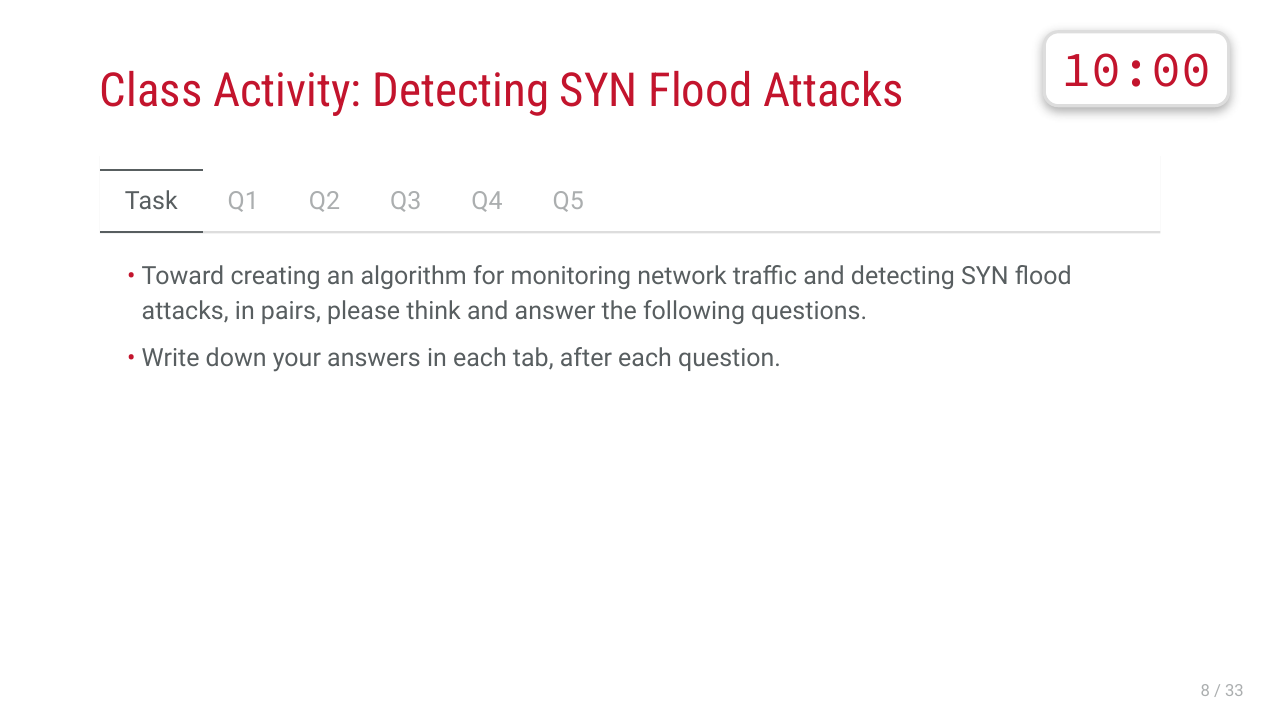 Class Activity: Detecting SYN Flood Attacks
10:00
Task Q1 Q2 Q3 Q4 Q5
• Toward creating an algorithm for monitoring network traffic and detecting SYN flood
attacks, in pairs, please think and answer the following questions.
• Write down your answers in each tab, after each question.
8 / 33